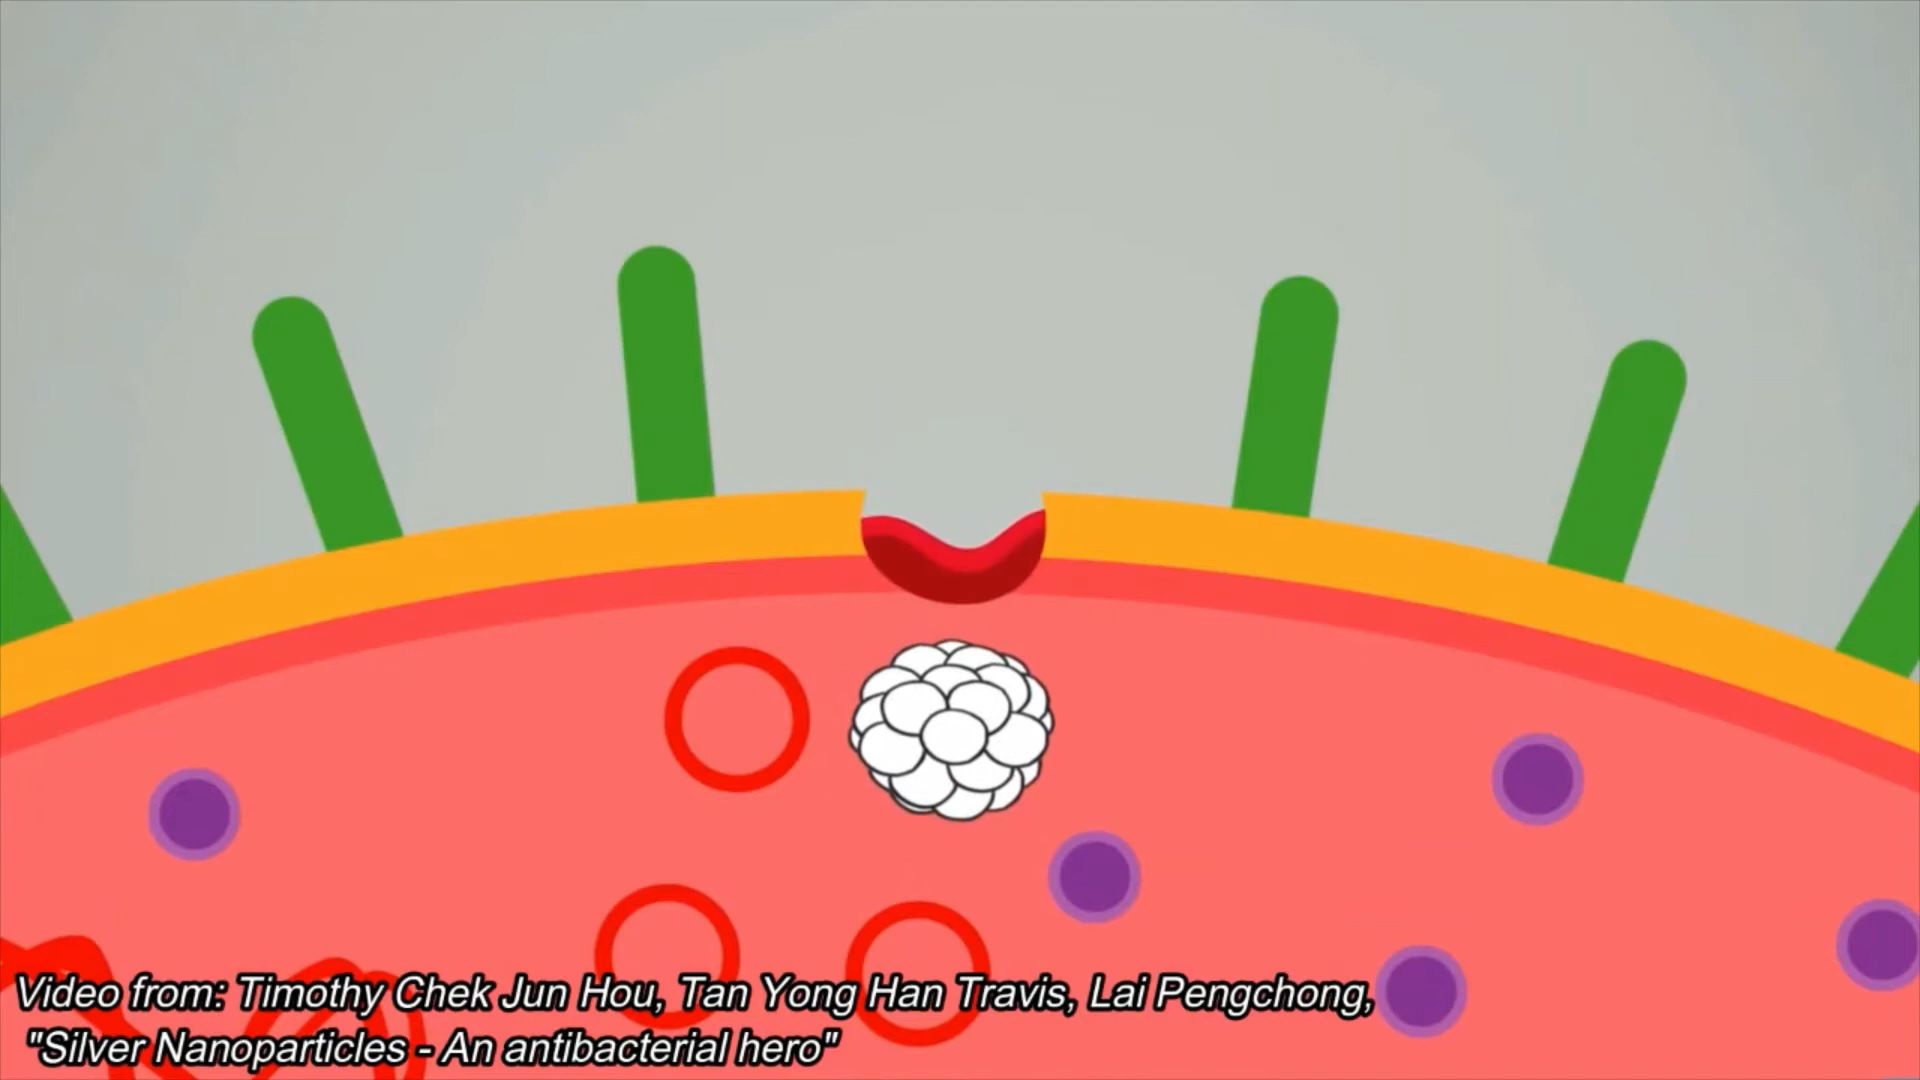 Video from: Timothy Chek Jun Hou, Tan Yong Han Travis, Lai Pengchong,
"Silver Nanoparticles - An antibacterial hero"